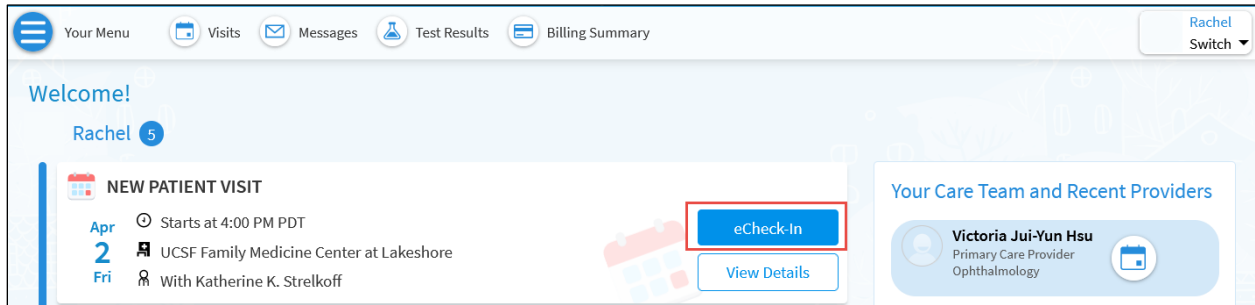 Your Menu Visits Messages Test Results Billing Summary
Rachel
Switch
Welcome!
Rachel 5
NEW PATIENT VISIT
Apr
2
Fri
Starts at 4:00 PM PDT
UCSF Family Medicine Center at Lakeshore
With Katherine K. Strelkoff
eCheck-In
View Details
Your Care Team and Recent Providers
Victoria Jui-Yun Hsu
Primary Care Provider
Ophthalmology